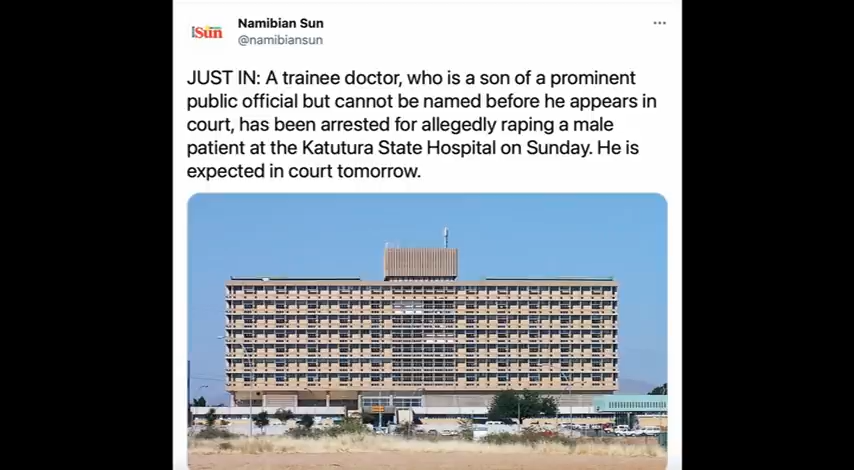 Sun
Namibian Sun
@namibiansun
JUST IN: A trainee doctor, who is a son of a prominent
public official but cannot be named before he appears in
court, has been arrested for allegedly raping a male
patient at the Katutura State Hospital on Sunday. He is
expected in court tomorrow.